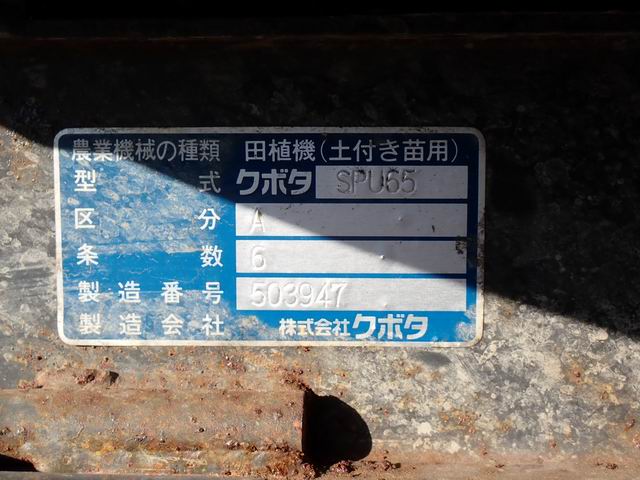 農業機械の種類 田植機(土付き苗用)
型式 クボタ SPU65
区分 A
条数 6
製造番号 503947
製造会社 株式会社クボタ